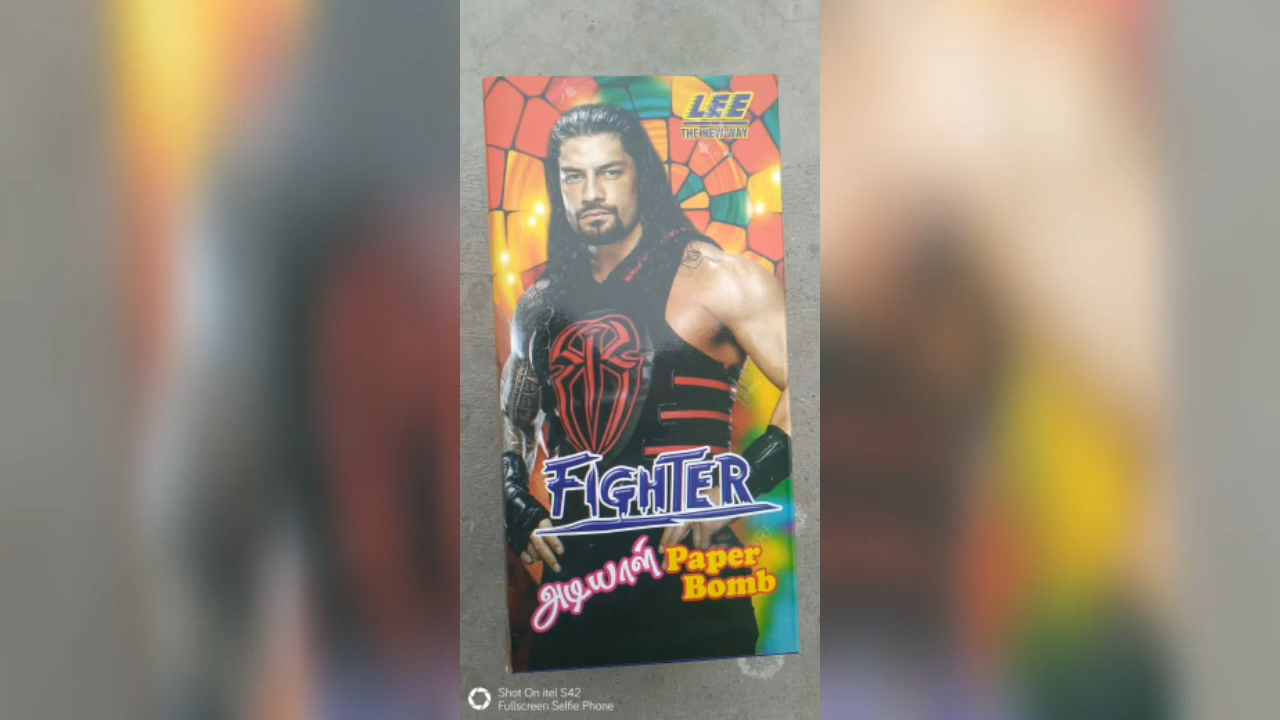 LEE
THE NEW WAY
FIGHTER
அடியாள்
Paper
Bomb
Shot On itel S42
Fullscreen Selfie Phone